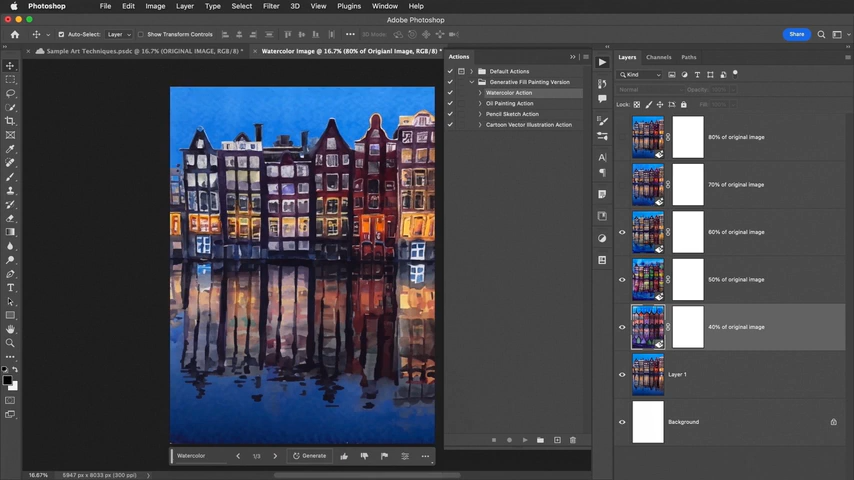 Photoshop File Edit Image Layer Type Select Filter 3D View Plugins Window Help
Adobe Photoshop
Auto-Select: Layer Show Transform Controls 3D Mode: Share
Sample Art Techniques.psdc @ 16.7% (ORIGINAL IMAGE, RGB/8) *
Watercolor Image @ 16.7% (80% of Origianl Image, RGB/8) *
Actions
Default Actions
Generative Fill Painting Version
Watercolor Action
Oil Painting Action
Pencil Sketch Action
Cartoon Vector Illustration Action
Layers Channels Paths
Kind
Normal Opacity:
Lock: Fill:
80% of original image
70% of original image
60% of original image
50% of original image
40% of original image
Layer 1
Background
Watercolor 1/3 Generate
16.67% 5947 px x 8033 px (300 ppi)